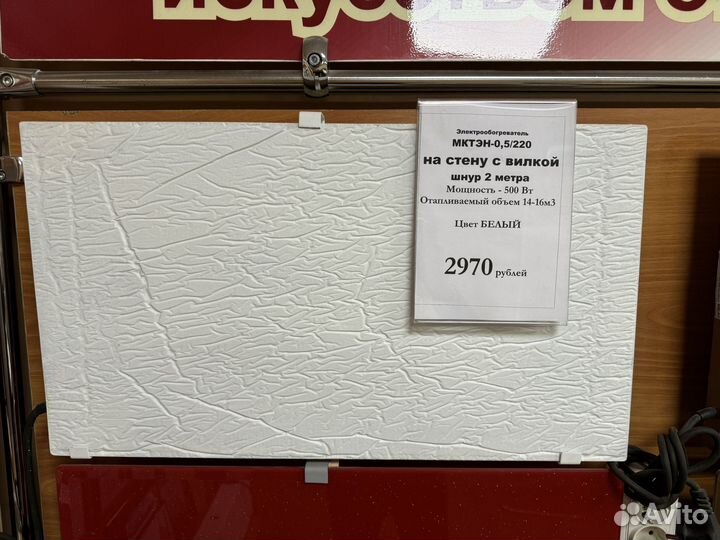 искусством о
Электрообогреватель
МКТЭН-0,5/220
на стену с вилкой
шнур 2 метра
Мощность - 500 Вт
Отапливаемый объем 14-16м3
Цвет БЕЛЫЙ
2970 рублей
Avito